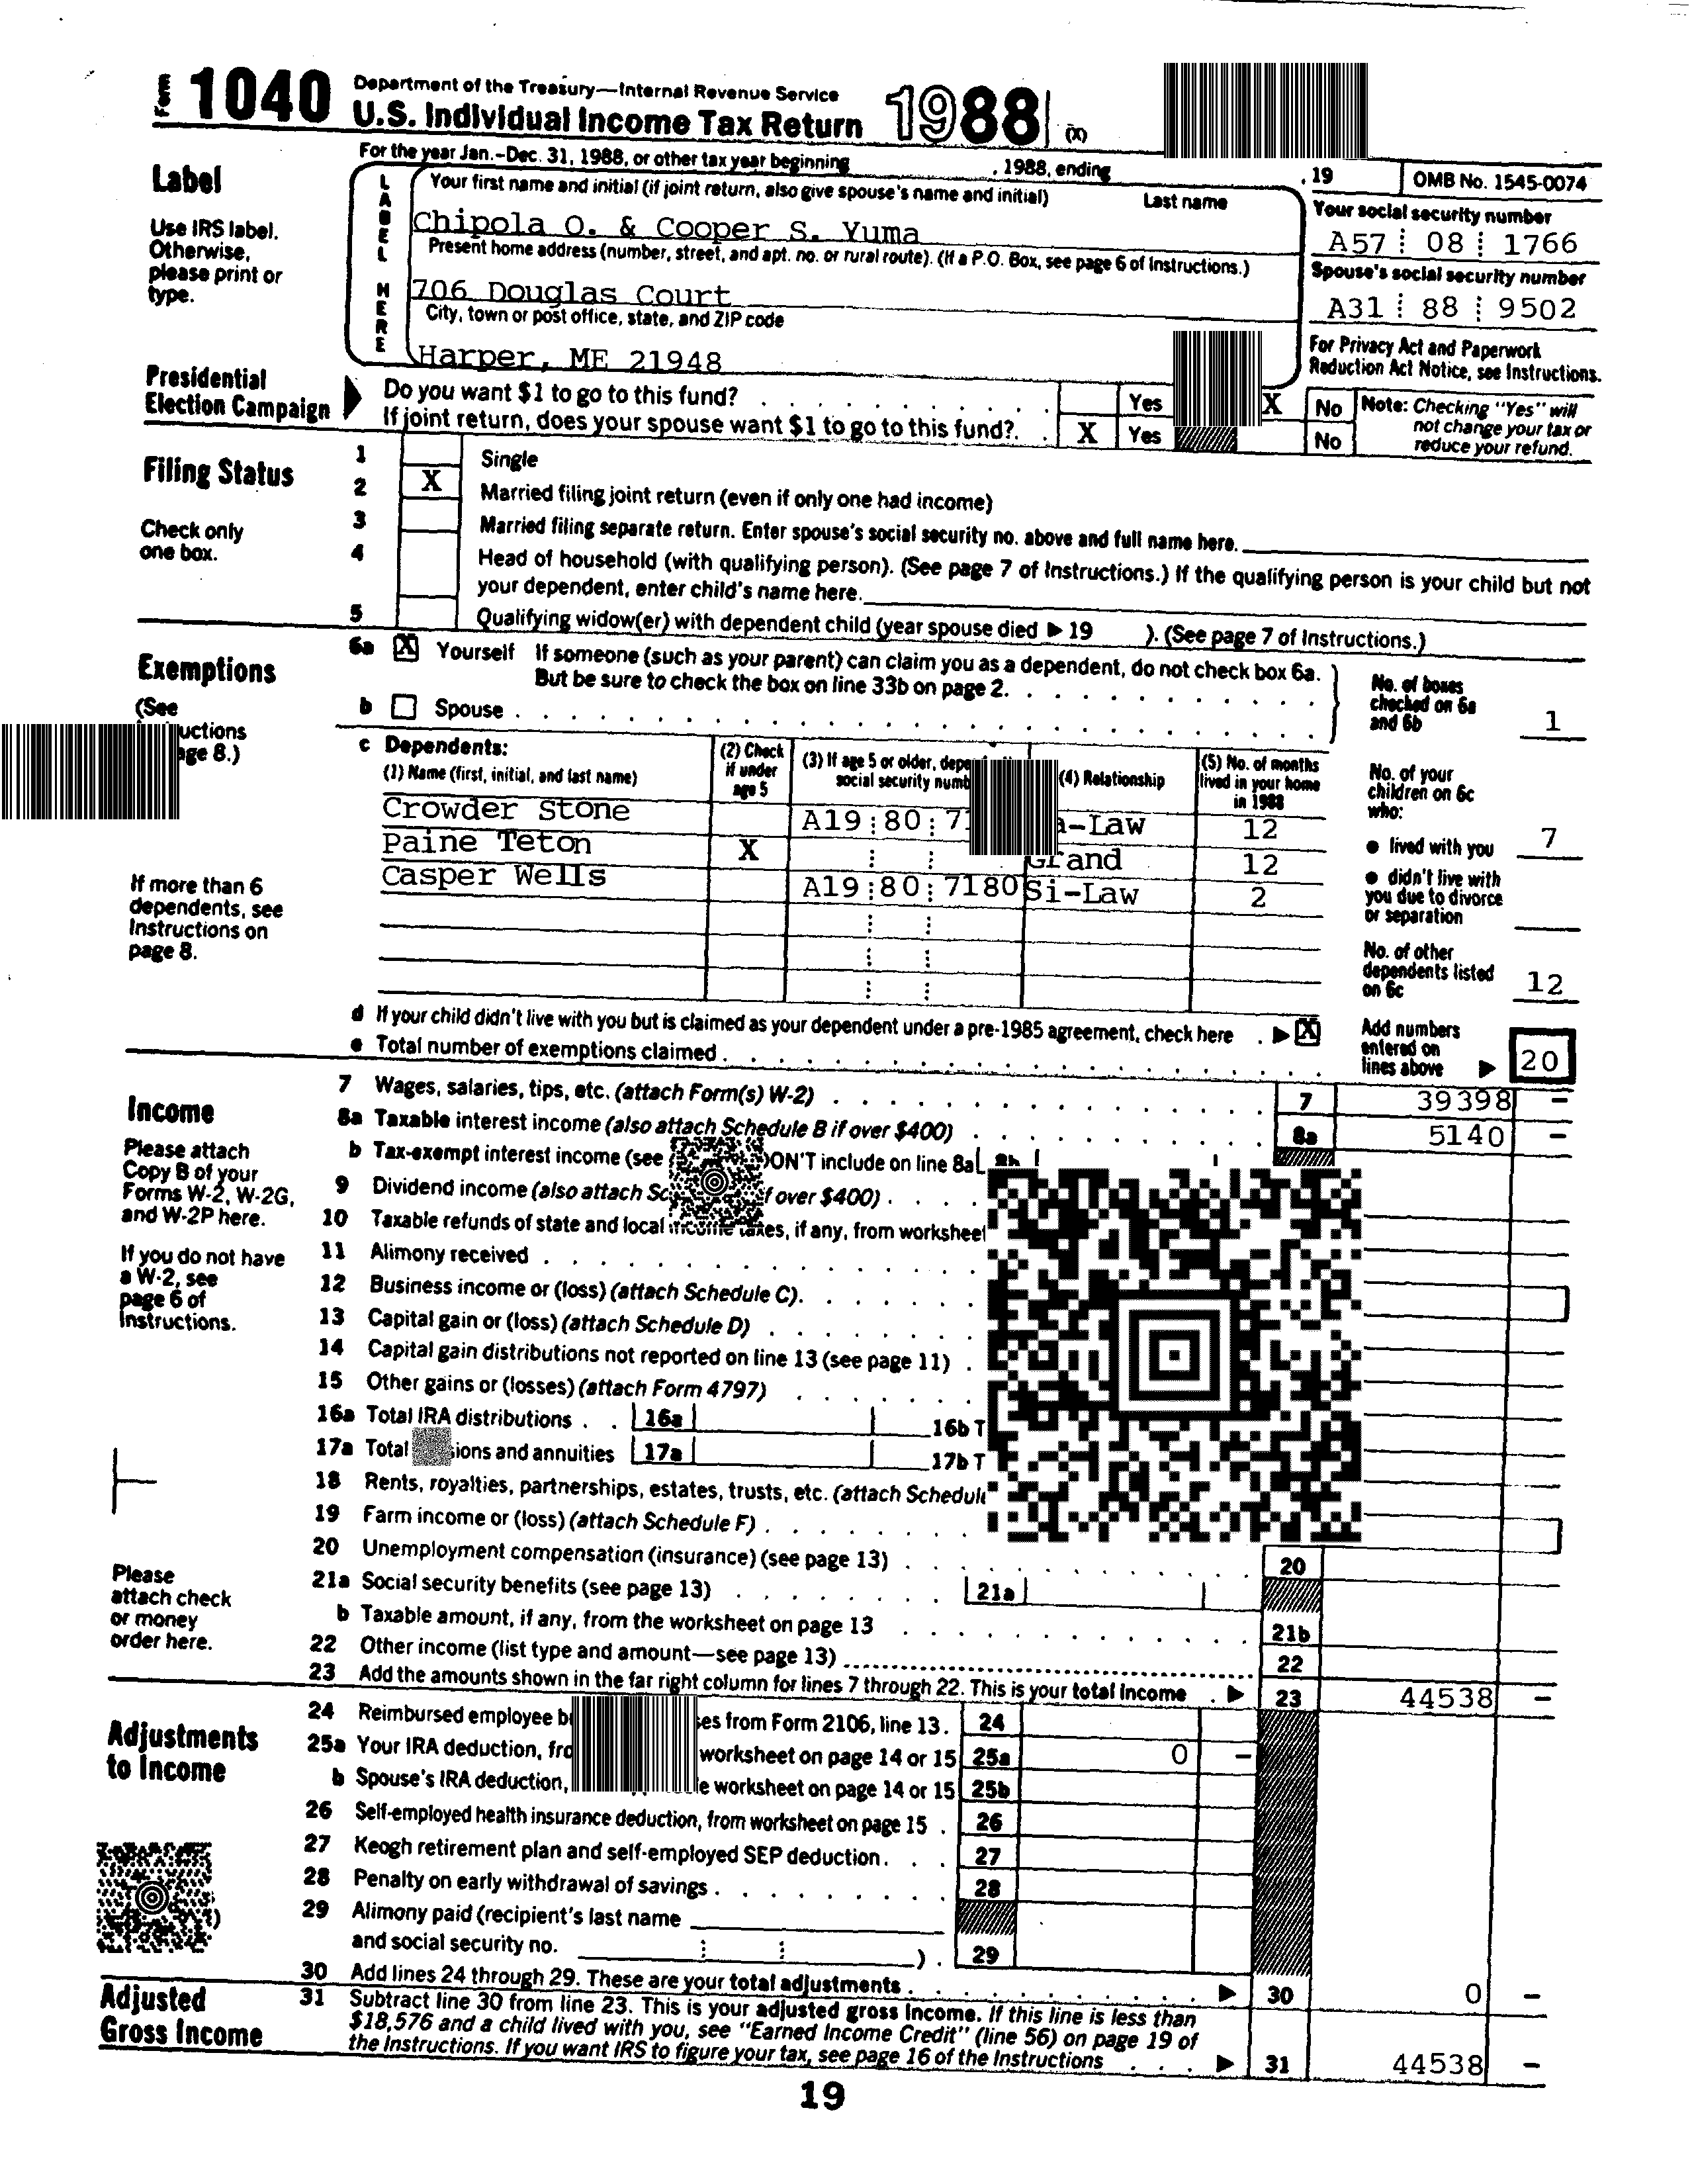 Form 1040 Department of the Treasury—Internal Revenue Service
U.S. Individual Income Tax Return 1988 (X)
For the year Jan.–Dec. 31, 1988, or other tax year beginning , 1988, ending , 19 OMB No. 1545-0074
Label
Use IRS label.
Otherwise,
please print or
type.
LABEL HERE
Your first name and initial (if joint return, also give spouse's name and initial) Last name
Chipola O. & Cooper S. Yuma
Present home address (number, street, and apt. no. or rural route). (If a P.O. Box, see page 6 of Instructions.)
706 Douglas Court
City, town or post office, state, and ZIP code
Harper, ME 21948
Your social security number
A57 08 1766
Spouse's social security number
A31 88 9502
For Privacy Act and Paperwork
Reduction Act Notice, see Instructions.
Presidential
Election Campaign
Do you want $1 to go to this fund? Yes X No
If joint return, does your spouse want $1 to go to this fund?. X Yes No
Note: Checking "Yes" will
not change your tax or
reduce your refund.
Filing Status
Check only
one box.
1 Single
2 X Married filing joint return (even if only one had income)
3 Married filing separate return. Enter spouse's social security no. above and full name here.
4 Head of household (with qualifying person). (See page 7 of Instructions.) If the qualifying person is your child but not
your dependent, enter child's name here.
5 Qualifying widow(er) with dependent child (year spouse died ▶ 19 ). (See page 7 of Instructions.)
Exemptions
(See
uctions
age 8.)
6a X Yourself If someone (such as your parent) can claim you as a dependent, do not check box 6a.
But be sure to check the box on line 33b on page 2.
b Spouse
No. of boxes
checked on 6a
and 6b 1
c Dependents:
(1) Name (first, initial, and last name)
(2) Check
if under
age 5
(3) If age 5 or older, depe
social security numb
(4) Relationship
(5) No. of months
lived in your home
in 1988
Crowder Stone A19 80 71 a-Law 12
Paine Teton X Grand 12
Casper Wells A19 80 7180 Si-Law 2
If more than 6
dependents, see
Instructions on
page 8.
No. of your
children on 6c
who:
● lived with you 7
● didn't live with
you due to divorce
or separation
No. of other
dependents listed
on 6c 12
d If your child didn't live with you but is claimed as your dependent under a pre-1985 agreement, check here . ▶ X
e Total number of exemptions claimed
Add numbers
entered on
lines above ▶ 20
Income
Please attach
Copy B of your
Forms W-2, W-2G,
and W-2P here.
If you do not have
a W-2, see
page 6 of
Instructions.
Please
attach check
or money
order here.
7 Wages, salaries, tips, etc. (attach Form(s) W-2) 7 39398 –
8a Taxable interest income (also attach Schedule B if over $400) 8a 5140 –
b Tax-exempt interest income (see DON'T include on line 8a 8b
9 Dividend income (also attach Sc f over $400)
10 Taxable refunds of state and local income taxes, if any, from worksheet
11 Alimony received
12 Business income or (loss) (attach Schedule C).
13 Capital gain or (loss) (attach Schedule D)
14 Capital gain distributions not reported on line 13 (see page 11)
15 Other gains or (losses) (attach Form 4797)
16a Total IRA distributions 16a 16b T
17a Total ions and annuities 17a 17b T
18 Rents, royalties, partnerships, estates, trusts, etc. (attach Schedule
19 Farm income or (loss) (attach Schedule F)
20 Unemployment compensation (insurance) (see page 13) 20
21a Social security benefits (see page 13) 21a
b Taxable amount, if any, from the worksheet on page 13 21b
22 Other income (list type and amount—see page 13) 22
23 Add the amounts shown in the far right column for lines 7 through 22. This is your total income . ▶ 23 44538 –
Adjustments
to Income
24 Reimbursed employee b ses from Form 2106, line 13. 24
25a Your IRA deduction, fro worksheet on page 14 or 15 25a 0 –
b Spouse's IRA deduction, e worksheet on page 14 or 15 25b
26 Self-employed health insurance deduction, from worksheet on page 15 . 26
27 Keogh retirement plan and self-employed SEP deduction. 27
28 Penalty on early withdrawal of savings 28
29 Alimony paid (recipient's last name
and social security no. ) . 29
30 Add lines 24 through 29. These are your total adjustments ▶ 30 0 –
Adjusted
Gross Income
31 Subtract line 30 from line 23. This is your adjusted gross income. If this line is less than
$18,576 and a child lived with you, see "Earned Income Credit" (line 56) on page 19 of
the Instructions. If you want IRS to figure your tax, see page 16 of the Instructions ▶ 31 44538 –
19